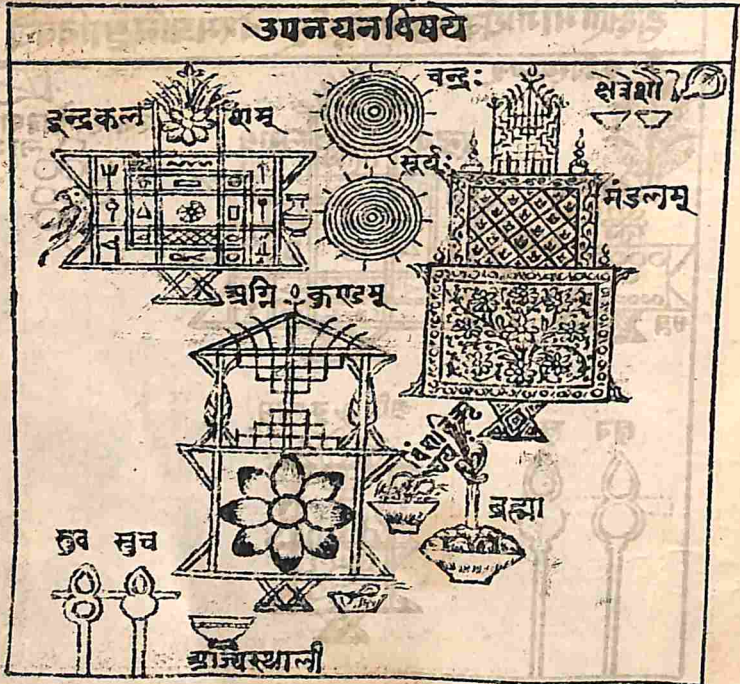 उपनयनविषये
इन्द्रकल शम्
चन्द्रः
क्षेत्रेशौ
सूर्यः
मंडलम्
अग्नि कुण्डम्
ब्रह्मा
स्रुव स्रुच
आज्यस्थाली